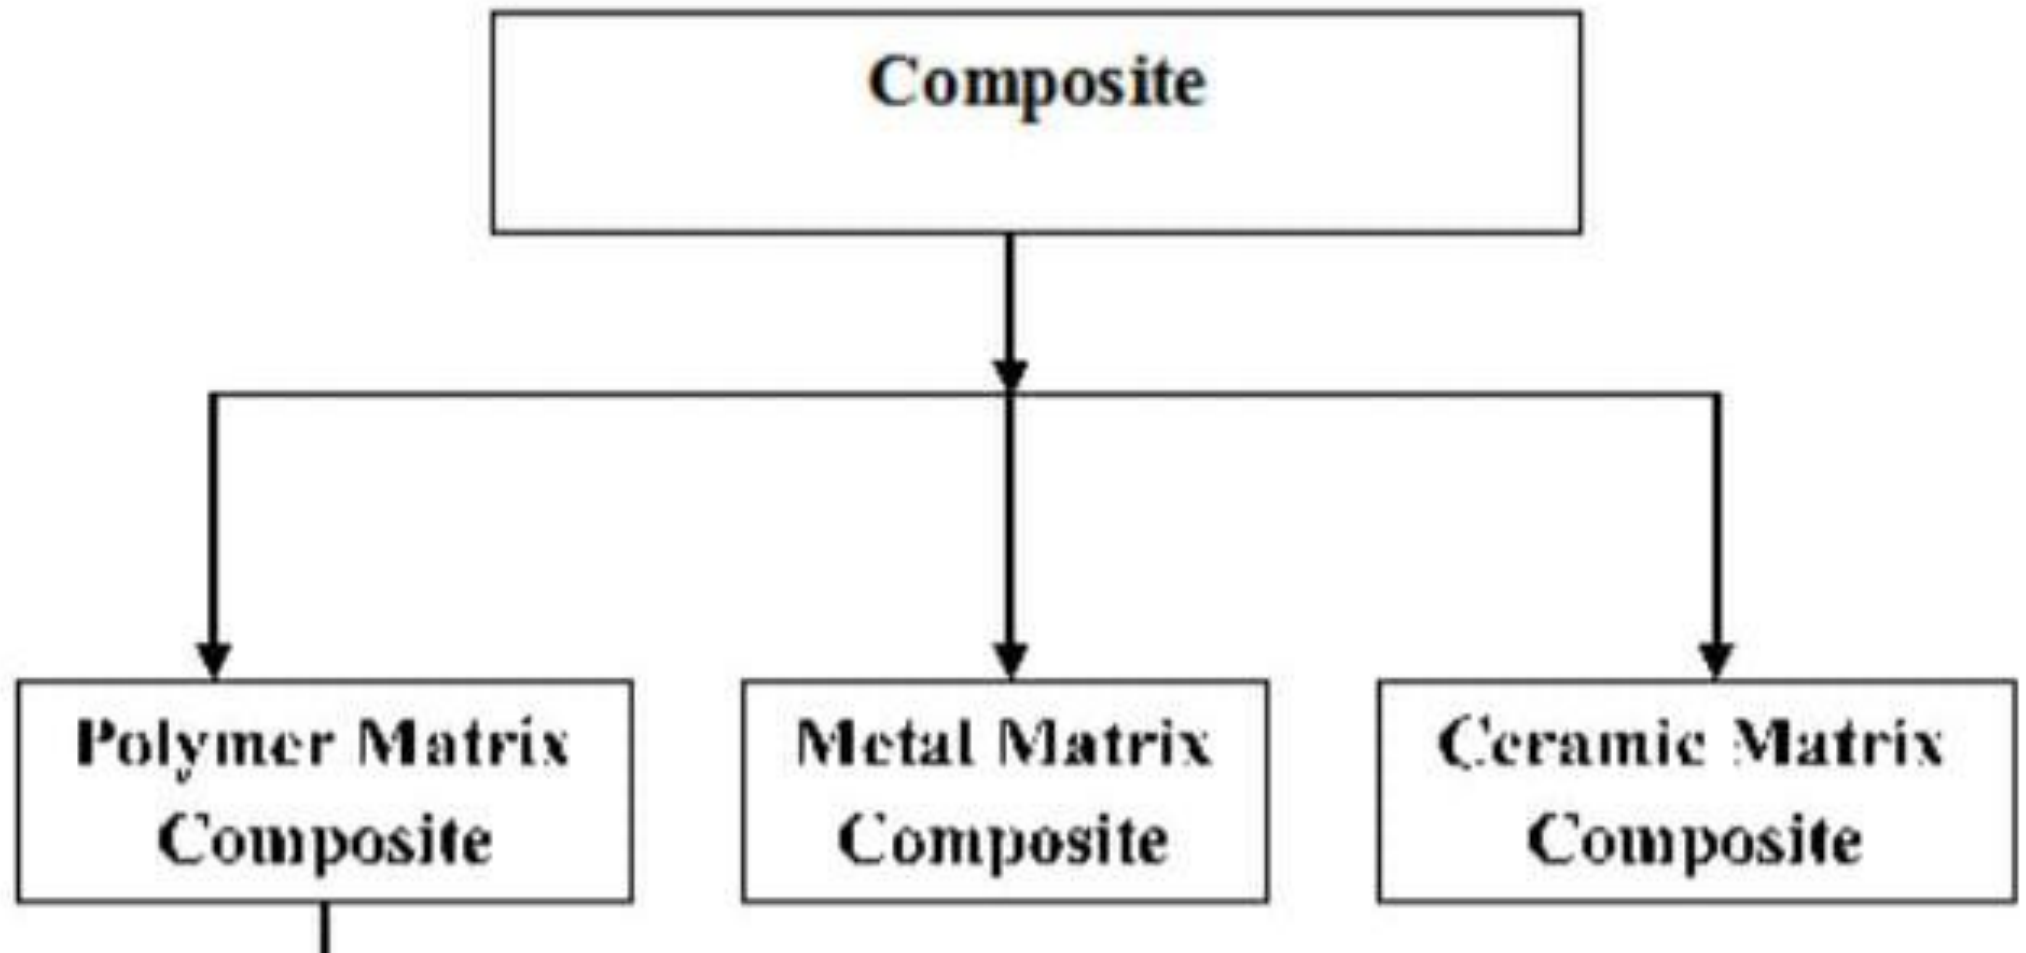 Composite
Polymer Matrix
Composite
Metal Matrix
Composite
Ceramic Matrix
Composite